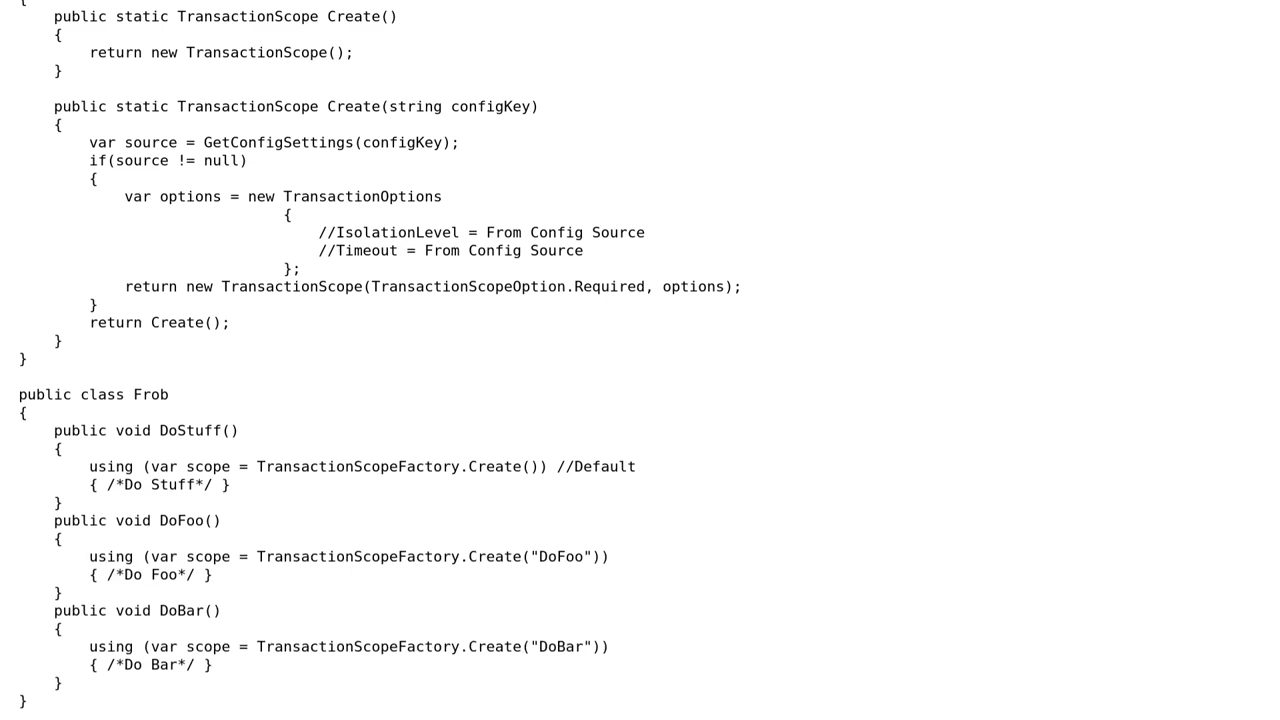 {
    public static TransactionScope Create()
    {
        return new TransactionScope();
    }

    public static TransactionScope Create(string configKey)
    {
        var source = GetConfigSettings(configKey);
        if(source != null)
        {
            var options = new TransactionOptions
                              {
                                  //IsolationLevel = From Config Source
                                  //Timeout = From Config Source
                              };
            return new TransactionScope(TransactionScopeOption.Required, options);
        }
        return Create();
    }
}

public class Frob
{
    public void DoStuff()
    {
        using (var scope = TransactionScopeFactory.Create()) //Default
        { /*Do Stuff*/ }
    }
    public void DoFoo()
    {
        using (var scope = TransactionScopeFactory.Create("DoFoo"))
        { /*Do Foo*/ }
    }
    public void DoBar()
    {
        using (var scope = TransactionScopeFactory.Create("DoBar"))
        { /*Do Bar*/ }
    }
}